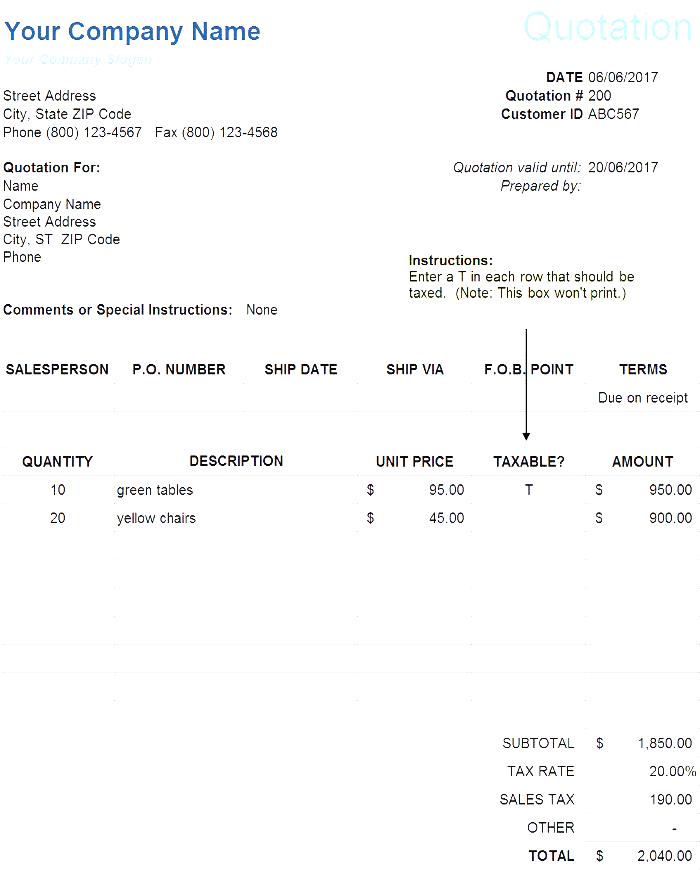 Your Company Name
Quotation
Your Company Slogan
DATE 06/06/2017
Street Address
Quotation # 200
City, State ZIP Code
Customer ID ABC567
Phone (800) 123-4567 Fax (800) 123-4568
Quotation For:
Quotation valid until: 20/06/2017
Name
Prepared by:
Company Name
Street Address
City, ST ZIP Code
Phone
Instructions:
Enter a T in each row that should be
taxed. (Note: This box won't print.)
Comments or Special Instructions: None
SALESPERSON P.O. NUMBER SHIP DATE SHIP VIA F.O.B. POINT TERMS
Due on receipt
QUANTITY DESCRIPTION UNIT PRICE TAXABLE? AMOUNT
10 green tables $ 95.00 T $ 950.00
20 yellow chairs $ 45.00 $ 900.00
SUBTOTAL $ 1,850.00
TAX RATE 20.00%
SALES TAX 190.00
OTHER -
TOTAL $ 2,040.00